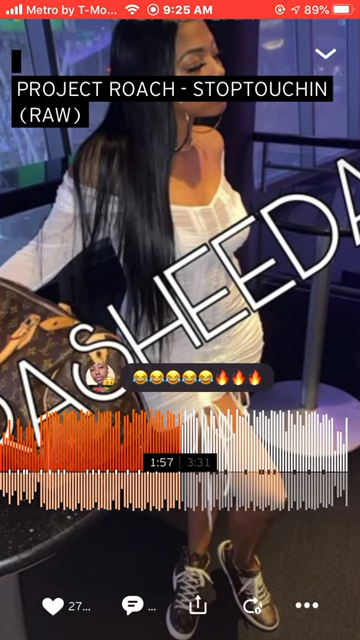 Metro by T-Mo... 9:25 AM 89%
PROJECT ROACH - STOPTOUCHIN
(RAW)
RASHEEDA
😂😂😂😂😂🔥🔥🔥
1:57 | 3:31
27... ...